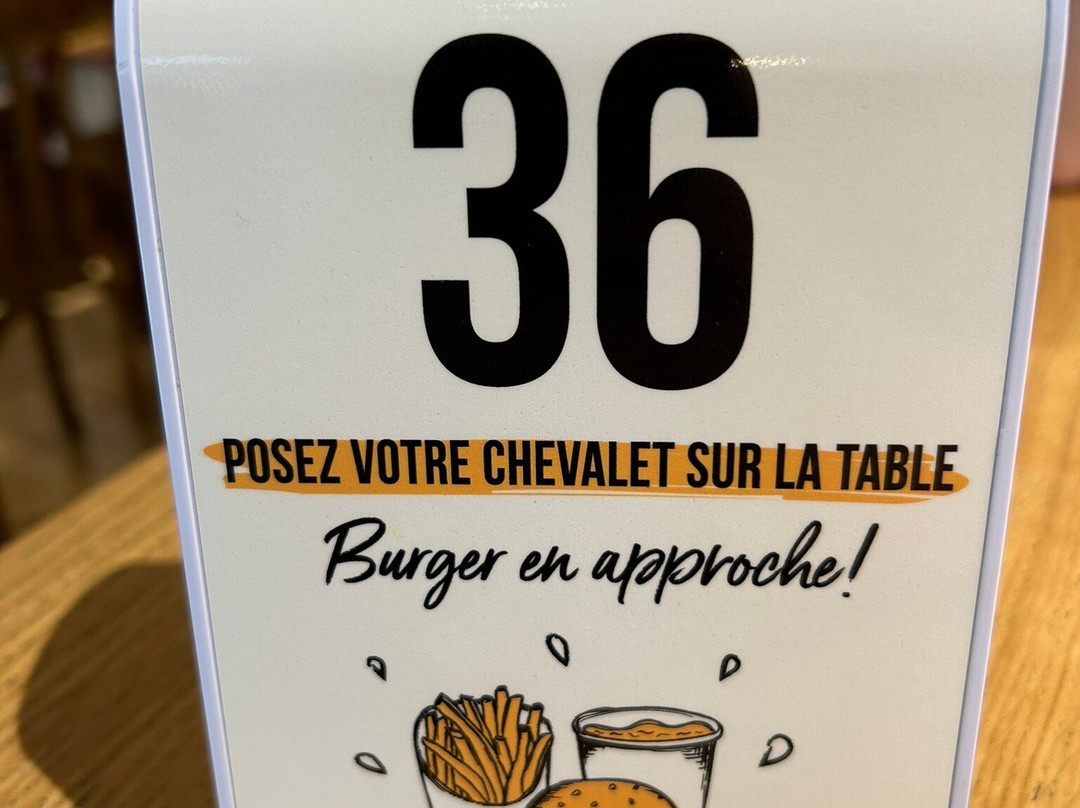 36
POSEZ VOTRE CHEVALET SUR LA TABLE
Burger en approche!